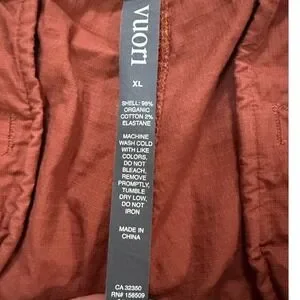 vuori
XL
SHELL: 98%
ORGANIC
COTTON 2%
ELASTANE
MACHINE
WASH COLD
WITH LIKE
COLORS,
DO NOT
BLEACH,
REMOVE
PROMPTLY,
TUMBLE
DRY LOW,
DO NOT
IRON
MADE IN
CHINA
CA 32350
RN# 156509